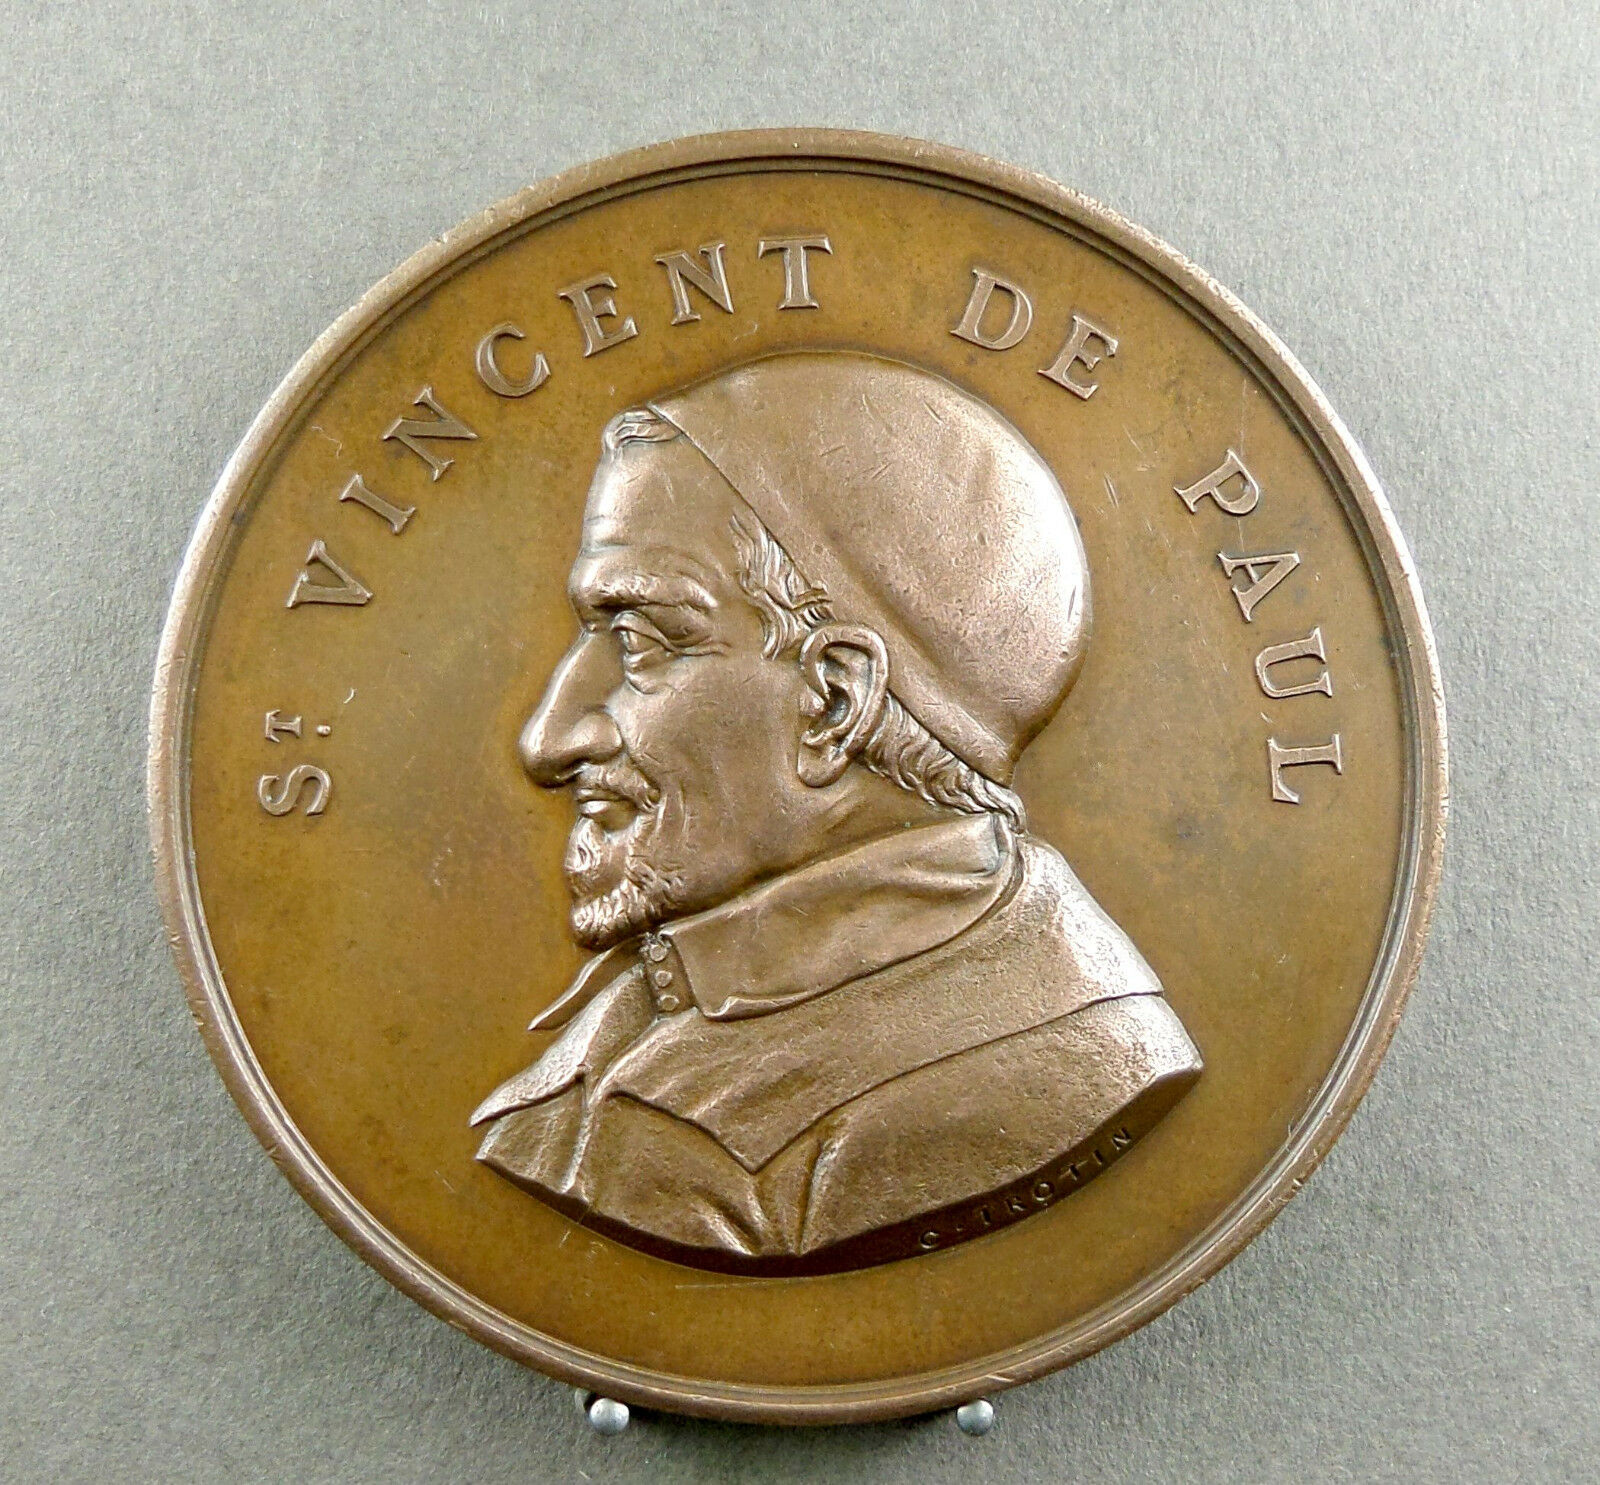 St. VINCENT DE PAUL
C. TROTIN